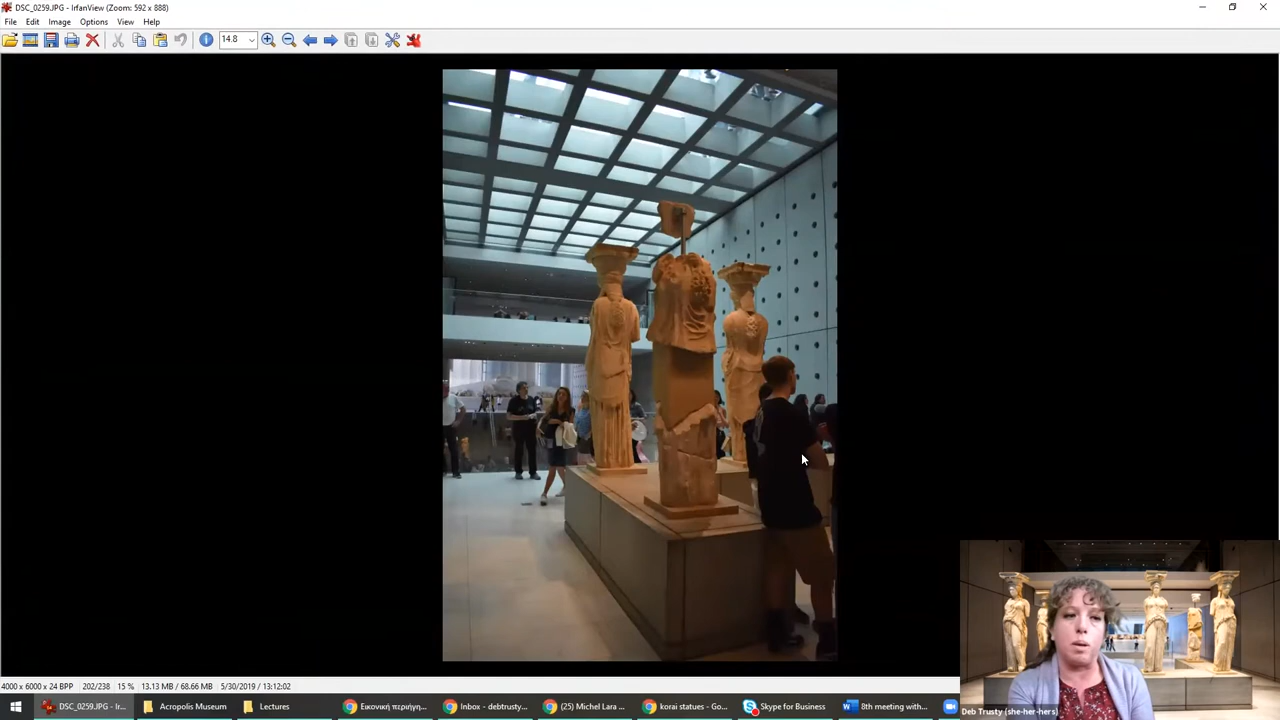 DSC_0259.JPG - IrfanView (Zoom: 592 x 888)
File Edit Image Options View Help
14.8
4000 x 6000 x 24 BPP 202/238 15 % 13.13 MB / 68.66 MB 5/30/2019 / 13:12:02
DSC_0259.JPG - Ir... Acropolis Museum Lectures Εικονική περιήγη... Inbox - debtrusty... (25) Michel Lara ... korai statues - Go... Skype for Business 8th meeting with...
Deb Trusty (she-her-hers)